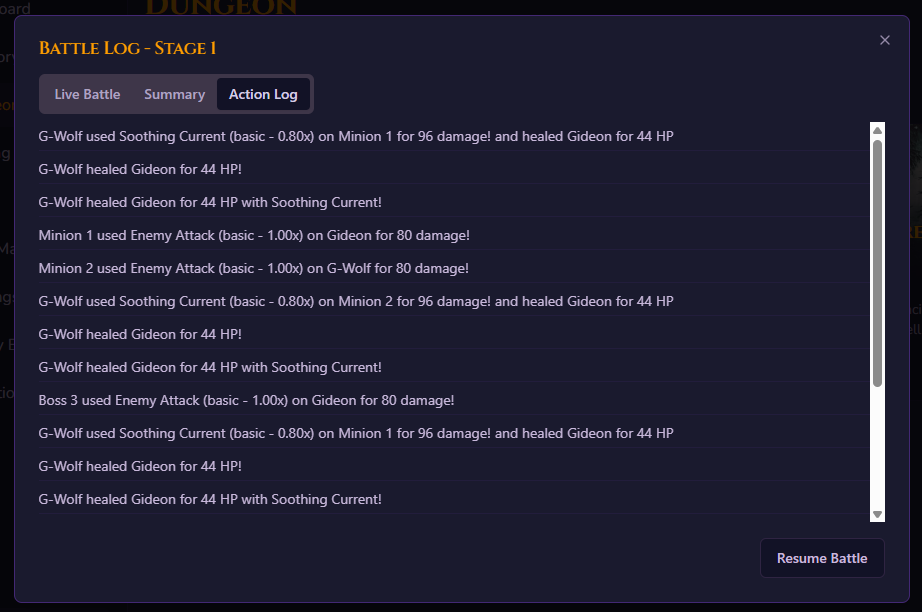 oard
DUNGEON
BATTLE LOG - STAGE 1
Live Battle Summary Action Log
G-Wolf used Soothing Current (basic - 0.80x) on Minion 1 for 96 damage! and healed Gideon for 44 HP
G-Wolf healed Gideon for 44 HP!
G-Wolf healed Gideon for 44 HP with Soothing Current!
Minion 1 used Enemy Attack (basic - 1.00x) on Gideon for 80 damage!
Minion 2 used Enemy Attack (basic - 1.00x) on G-Wolf for 80 damage!
G-Wolf used Soothing Current (basic - 0.80x) on Minion 2 for 96 damage! and healed Gideon for 44 HP
G-Wolf healed Gideon for 44 HP!
G-Wolf healed Gideon for 44 HP with Soothing Current!
Boss 3 used Enemy Attack (basic - 1.00x) on Gideon for 80 damage!
G-Wolf used Soothing Current (basic - 0.80x) on Minion 1 for 96 damage! and healed Gideon for 44 HP
G-Wolf healed Gideon for 44 HP!
G-Wolf healed Gideon for 44 HP with Soothing Current!
Resume Battle